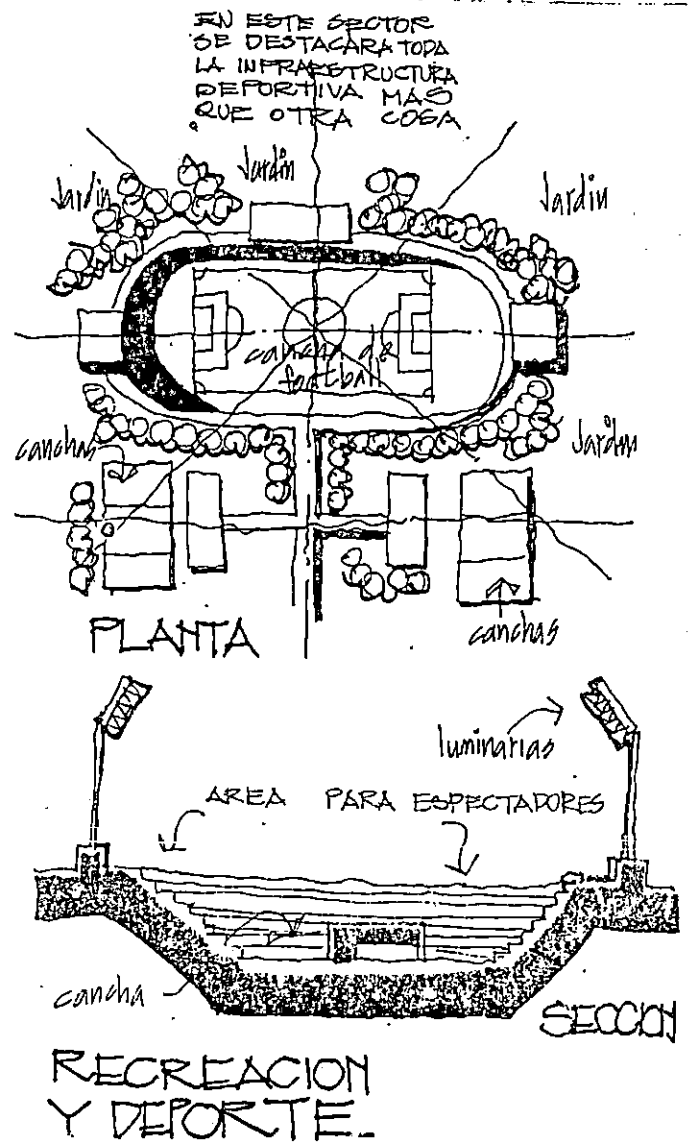 EN ESTE SECTOR
SE DESTACARA TODA
LA INFRAESTRUCTURA
DEPORTIVA MAS
QUE OTRA COSA
Jardin
Jardin
Jardin
cancha de
football
canchas
Jardin
canchas
PLANTA
luminarias
AREA PARA ESPECTADORES
cancha
SECCION
RECREACION
Y DEPORTE